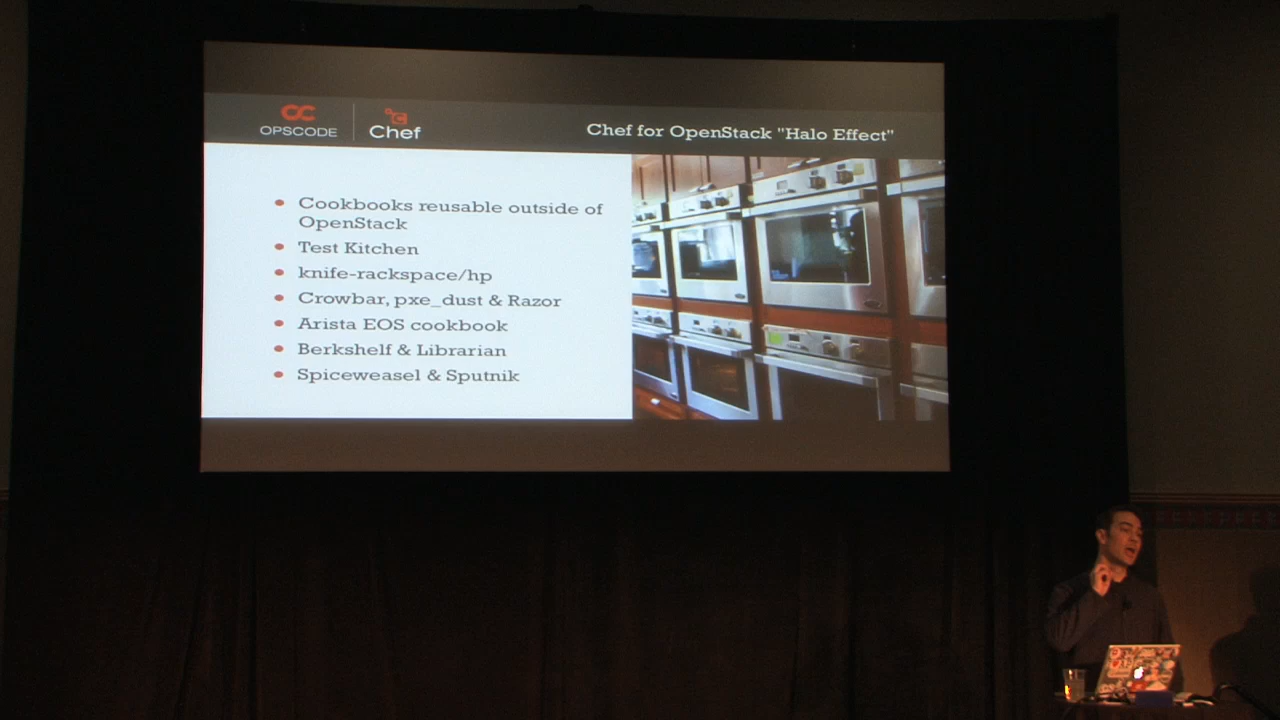 OPSCODE
Chef
Chef for OpenStack "Halo Effect"
Cookbooks reusable outside of
OpenStack
Test Kitchen
knife-rackspace/hp
Crowbar, pxe_dust & Razor
Arista EOS cookbook
Berkshelf & Librarian
Spiceweasel & Sputnik